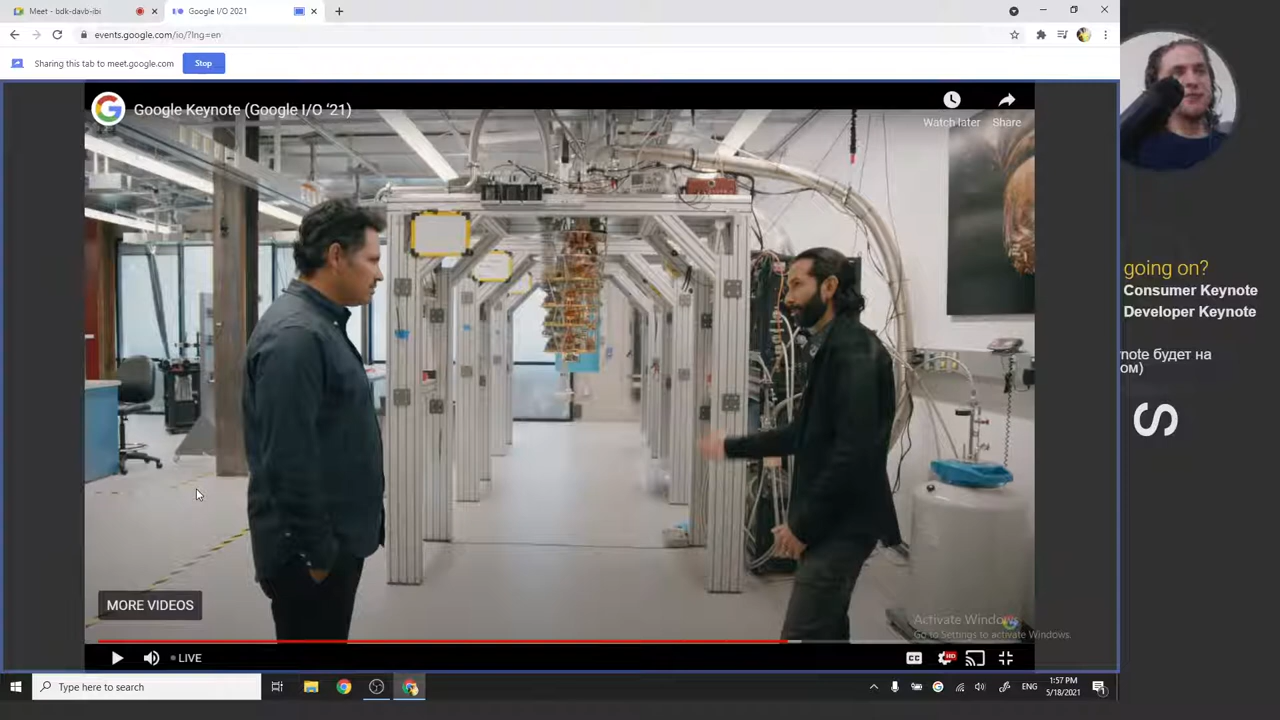 Meet - bdk-davb-ibi
Google I/O 2021
events.google.com/io/?lng=en
Sharing this tab to meet.google.com
Stop
Google Keynote (Google I/O ‘21)
Watch later
Share
going on?
Consumer Keynote
Developer Keynote
note будет на
ом)
S
MORE VIDEOS
Activate Windows
Go to Settings to activate Windows.
LIVE
CC
HD
Type here to search
ENG
1:57 PM
5/18/2021
1